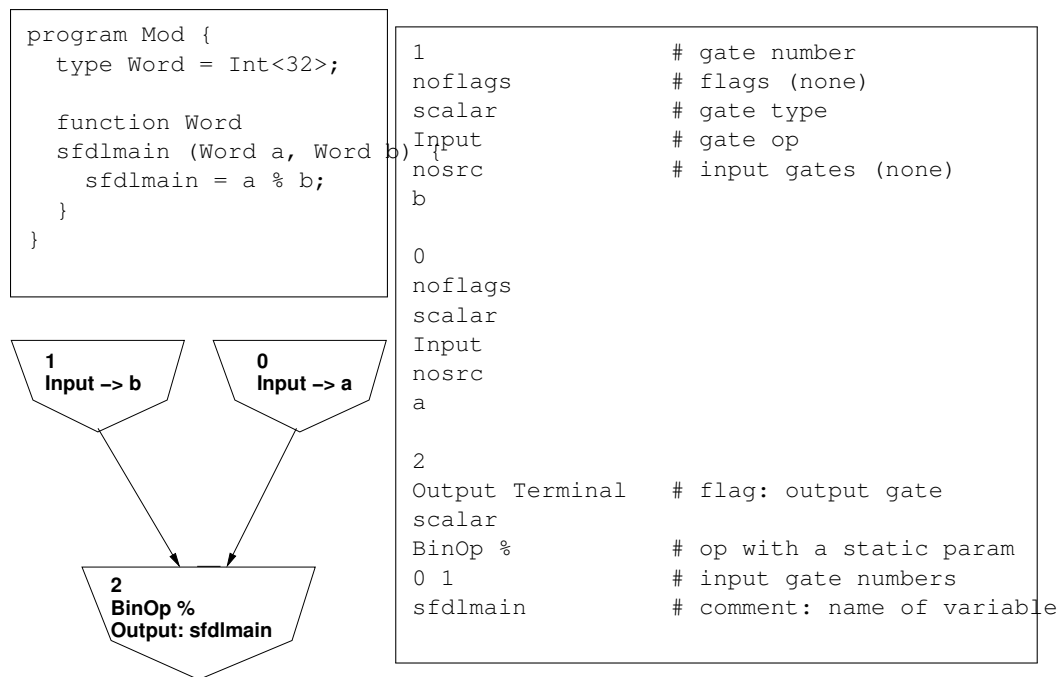 program Mod {
type Word = Int<32>;
function Word
sfdlmain (Word a, Word b) {
sfdlmain = a % b;
}
}
1 # gate number
noflags # flags (none)
scalar # gate type
Input # gate op
nosrc # input gates (none)
b
0
noflags
scalar
Input
nosrc
a
2
Output Terminal # flag: output gate
scalar
BinOp % # op with a static param
0 1 # input gate numbers
sfdlmain # comment: name of variable
1
Input −> b
0
Input −> a
2
BinOp %
Output: sfdlmain